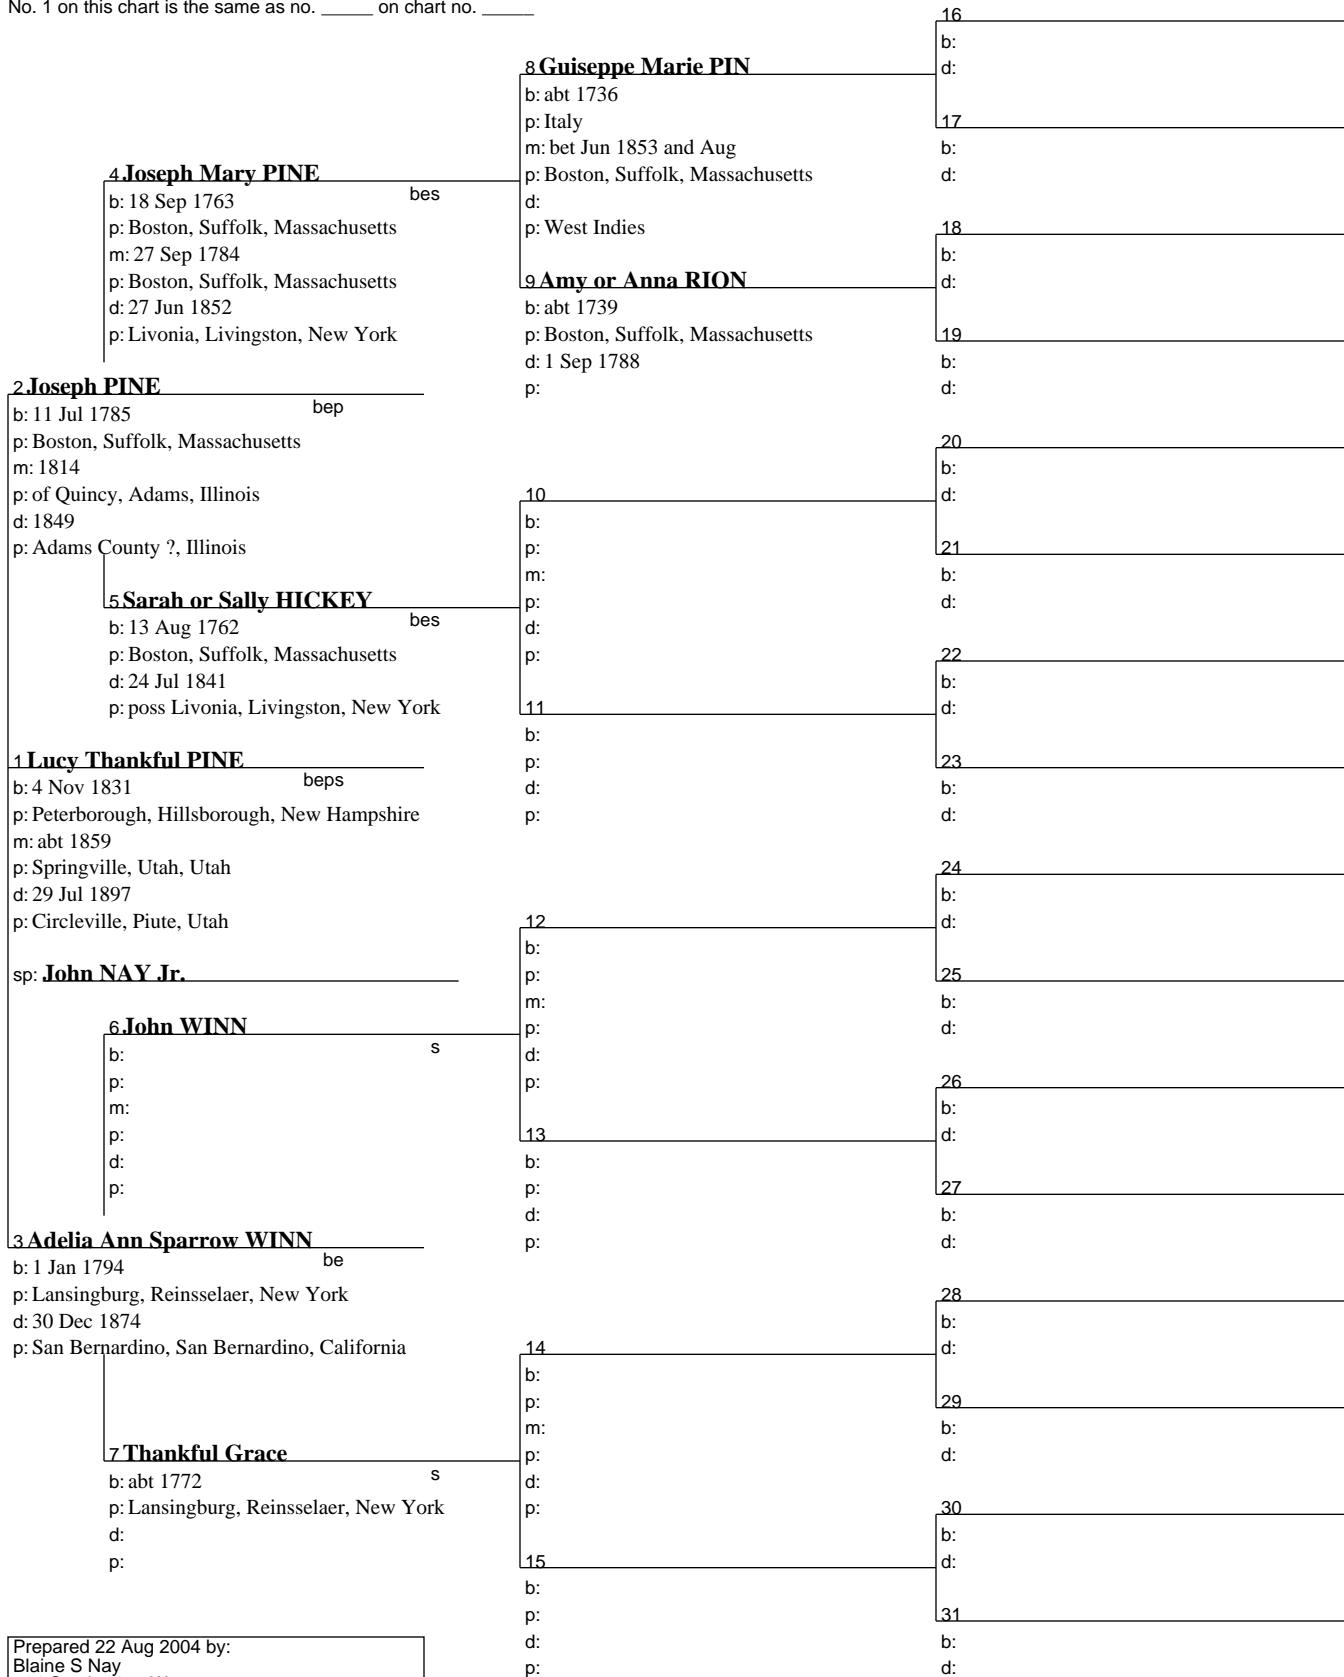 No. 1 on this chart is the same as no. _____ on chart no. _____
16
b:
d:
8 Guiseppe Marie PIN
b: abt 1736
p: Italy
m: bet Jun 1853 and Aug
p: Boston, Suffolk, Massachusetts
d:
p: West Indies
17
b:
d:
4 Joseph Mary PINE
bes
b: 18 Sep 1763
p: Boston, Suffolk, Massachusetts
m: 27 Sep 1784
p: Boston, Suffolk, Massachusetts
d: 27 Jun 1852
p: Livonia, Livingston, New York
18
b:
d:
9 Amy or Anna RION
b: abt 1739
p: Boston, Suffolk, Massachusetts
d: 1 Sep 1788
p:
19
b:
d:
2 Joseph PINE
bep
b: 11 Jul 1785
p: Boston, Suffolk, Massachusetts
m: 1814
p: of Quincy, Adams, Illinois
d: 1849
p: Adams County ?, Illinois
20
b:
d:
10
b:
p:
m:
p:
d:
p:
21
b:
d:
5 Sarah or Sally HICKEY
bes
b: 13 Aug 1762
p: Boston, Suffolk, Massachusetts
d: 24 Jul 1841
p: poss Livonia, Livingston, New York
22
b:
d:
11
b:
p:
d:
p:
23
b:
d:
1 Lucy Thankful PINE
beps
b: 4 Nov 1831
p: Peterborough, Hillsborough, New Hampshire
m: abt 1859
p: Springville, Utah, Utah
d: 29 Jul 1897
p: Circleville, Piute, Utah
sp: John NAY Jr.
24
b:
d:
12
b:
p:
m:
p:
d:
p:
25
b:
d:
6 John WINN
s
b:
p:
m:
p:
d:
p:
26
b:
d:
13
b:
p:
d:
p:
27
b:
d:
3 Adelia Ann Sparrow WINN
be
b: 1 Jan 1794
p: Lansingburg, Reinsselaer, New York
d: 30 Dec 1874
p: San Bernardino, San Bernardino, California
28
b:
d:
14
b:
p:
m:
p:
d:
p:
29
b:
d:
7 Thankful Grace
s
b: abt 1772
p: Lansingburg, Reinsselaer, New York
d:
p:
30
b:
d:
15
b:
p:
d:
p:
31
b:
d:
Prepared 22 Aug 2004 by:
Blaine S Nay